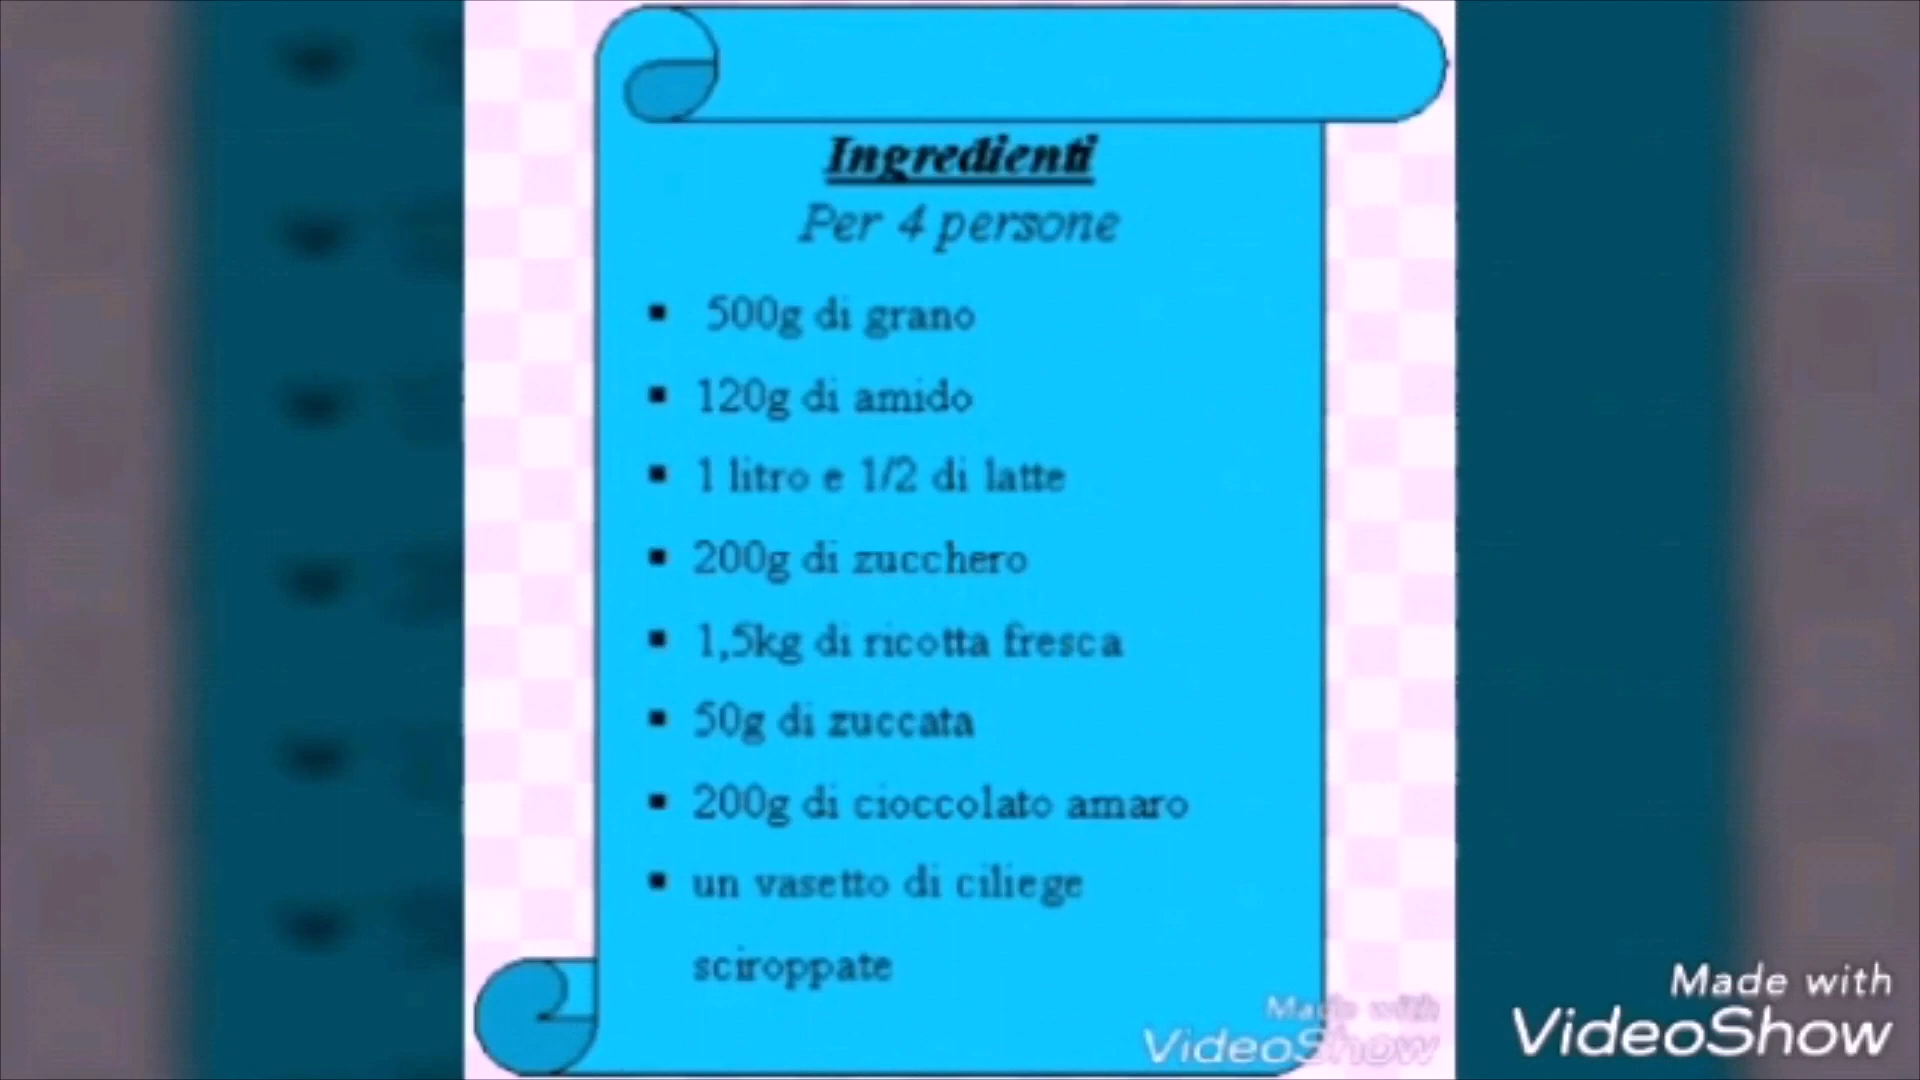 Ingredienti
Per 4 persone
▪ 500g di grano
▪ 120g di amido
▪ 1 litro e 1/2 di latte
▪ 200g di zucchero
▪ 1,5kg di ricotta fresca
▪ 50g di zuccata
▪ 200g di cioccolato amaro
▪ un vasetto di ciliege
sciroppate
Made with
VideoShow
Made with
VideoShow